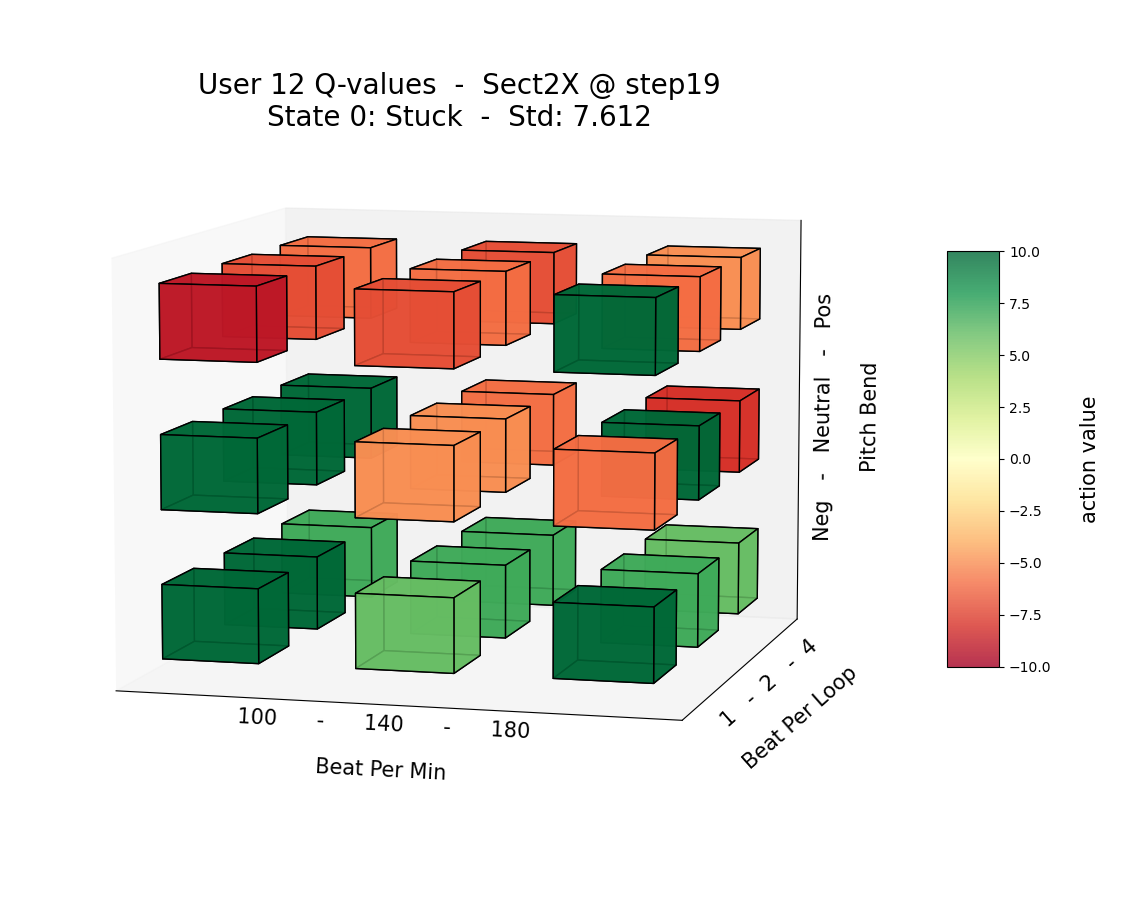 User 12 Q-values  -  Sect2X @ step19
State 0: Stuck  -  Std: 7.612
10.0
7.5
5.0
2.5
0.0
−2.5
−5.0
−7.5
−10.0
action value
Neg   -   Neutral   -   Pos
Pitch Bend
1  -  2  -  4
Beat Per Loop
100   -   140   -   180
Beat Per Min